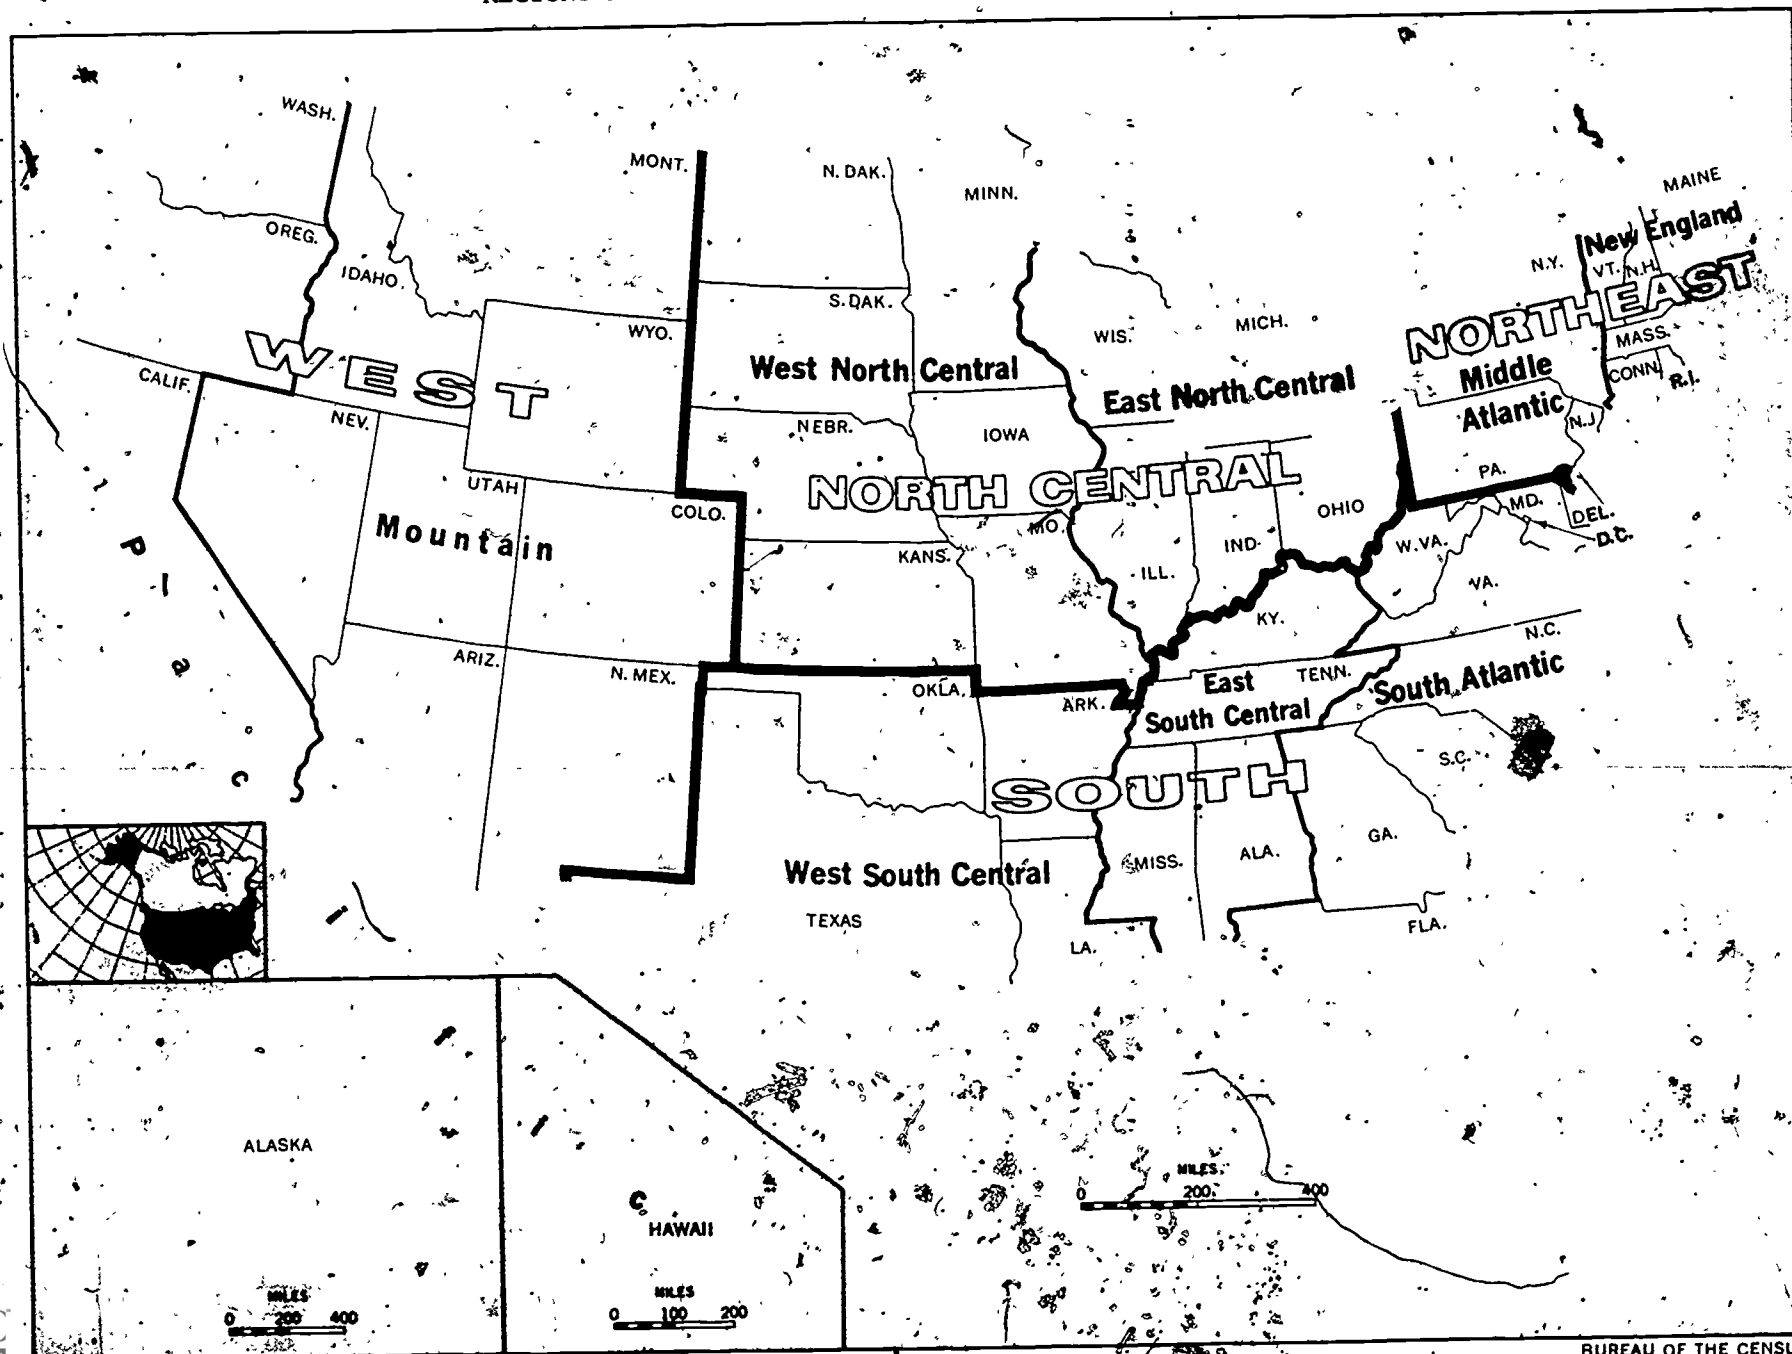 WASH.
MONT.
N. DAK.
MINN.
MAINE
OREG.
IDAHO
S. DAK.
WYO.
WIS.
MICH.
N.Y.
New England
VT.
N.H.
NORTHEAST
MASS.
CONN.
R.I.
WEST
CALIF.
NEV.
West North Central
East North Central
Middle
Atlantic
N.J.
NEBR.
IOWA
NORTH CENTRAL
PA.
UTAH
COLO.
Mountain
KANS.
MO.
ILL.
IND.
OHIO
W.VA.
MD.
DEL.
D.C.
VA.
KY.
Pacific
ARIZ.
N. MEX.
OKLA.
ARK.
TENN.
N.C.
East
South Central
South Atlantic
S.C.
SOUTH
West South Central
TEXAS
LA.
MISS.
ALA.
GA.
FLA.
ALASKA
HAWAII
MILES
0 200 400
MILES
0 100 200
MILES
0 200 400